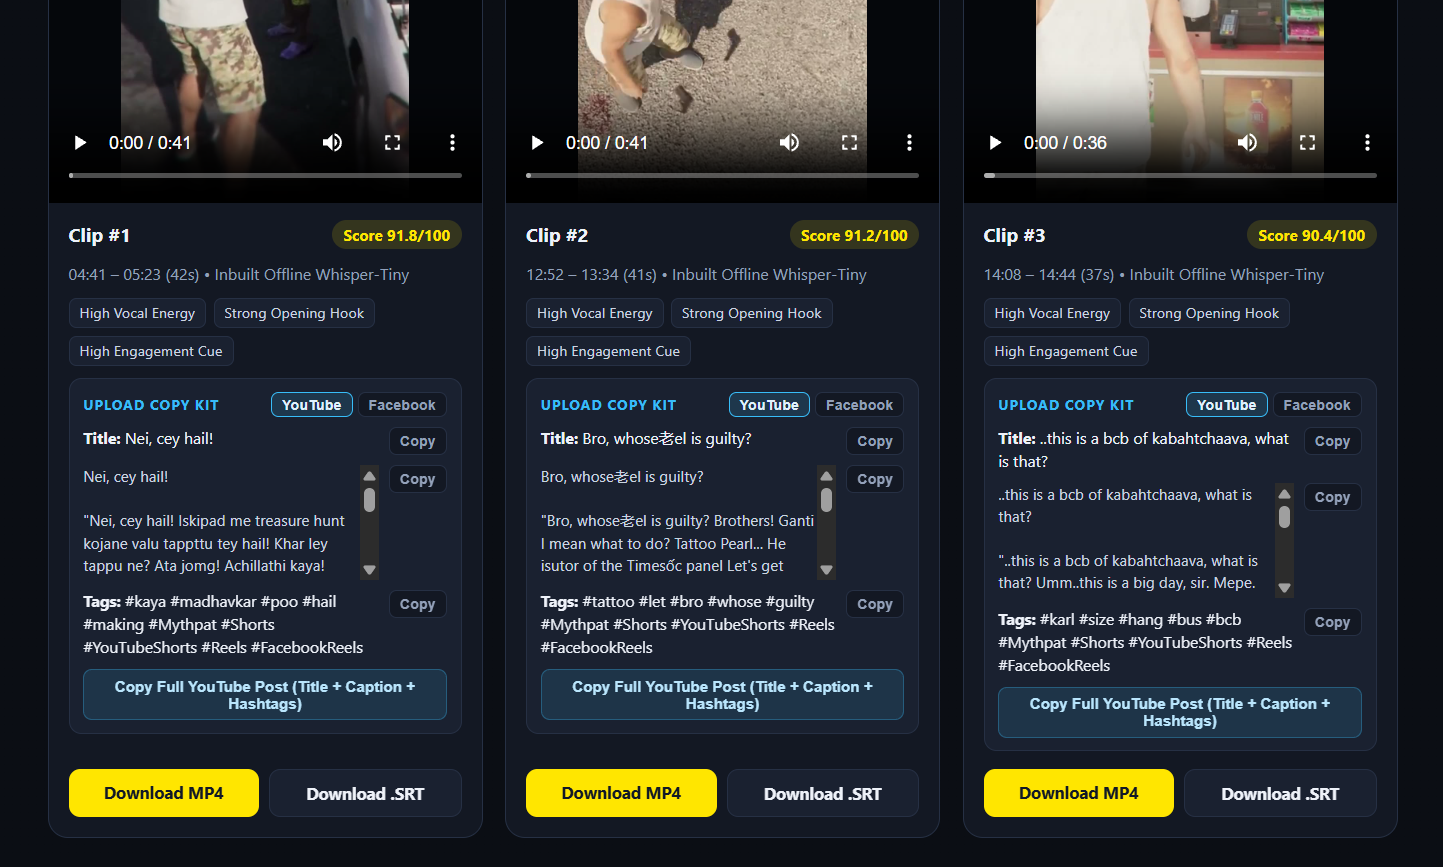 0:00 / 0:41
0:00 / 0:41
0:00 / 0:36
Clip #1
Score 91.8/100
04:41 – 05:23 (42s) • Inbuilt Offline Whisper-Tiny
High Vocal Energy
Strong Opening Hook
High Engagement Cue
UPLOAD COPY KIT
YouTube
Facebook
Title: Nei, cey hail!
Copy
Nei, cey hail!
Copy
"Nei, cey hail! Iskipad me treasure hunt
kojane valu tappttu tey hail! Khar ley
tappu ne? Ata jomg! Achillathi kaya!
Tags: #kaya #madhavkar #poo #hail
#making #Mythpat #Shorts
#YouTubeShorts #Reels #FacebookReels
Copy
Copy Full YouTube Post (Title + Caption +
Hashtags)
Download MP4
Download .SRT
Clip #2
Score 91.2/100
12:52 – 13:34 (41s) • Inbuilt Offline Whisper-Tiny
High Vocal Energy
Strong Opening Hook
High Engagement Cue
UPLOAD COPY KIT
YouTube
Facebook
Title: Bro, whose老el is guilty?
Copy
Bro, whose老el is guilty?
Copy
"Bro, whose老el is guilty? Brothers! Ganti
I mean what to do? Tattoo Pearl... He
isutor of the Timesốc panel Let's get
Tags: #tattoo #let #bro #whose #guilty
#Mythpat #Shorts #YouTubeShorts #Reels
#FacebookReels
Copy
Copy Full YouTube Post (Title + Caption +
Hashtags)
Download MP4
Download .SRT
Clip #3
Score 90.4/100
14:08 – 14:44 (37s) • Inbuilt Offline Whisper-Tiny
High Vocal Energy
Strong Opening Hook
High Engagement Cue
UPLOAD COPY KIT
YouTube
Facebook
Title: ..this is a bcb of kabahtchaava, what
is that?
Copy
..this is a bcb of kabahtchaava, what is
that?
Copy
"..this is a bcb of kabahtchaava, what is
that? Umm..this is a big day, sir. Mepe.
Tags: #karl #size #hang #bus #bcb
#Mythpat #Shorts #YouTubeShorts #Reels
#FacebookReels
Copy
Copy Full YouTube Post (Title + Caption +
Hashtags)
Download MP4
Download .SRT